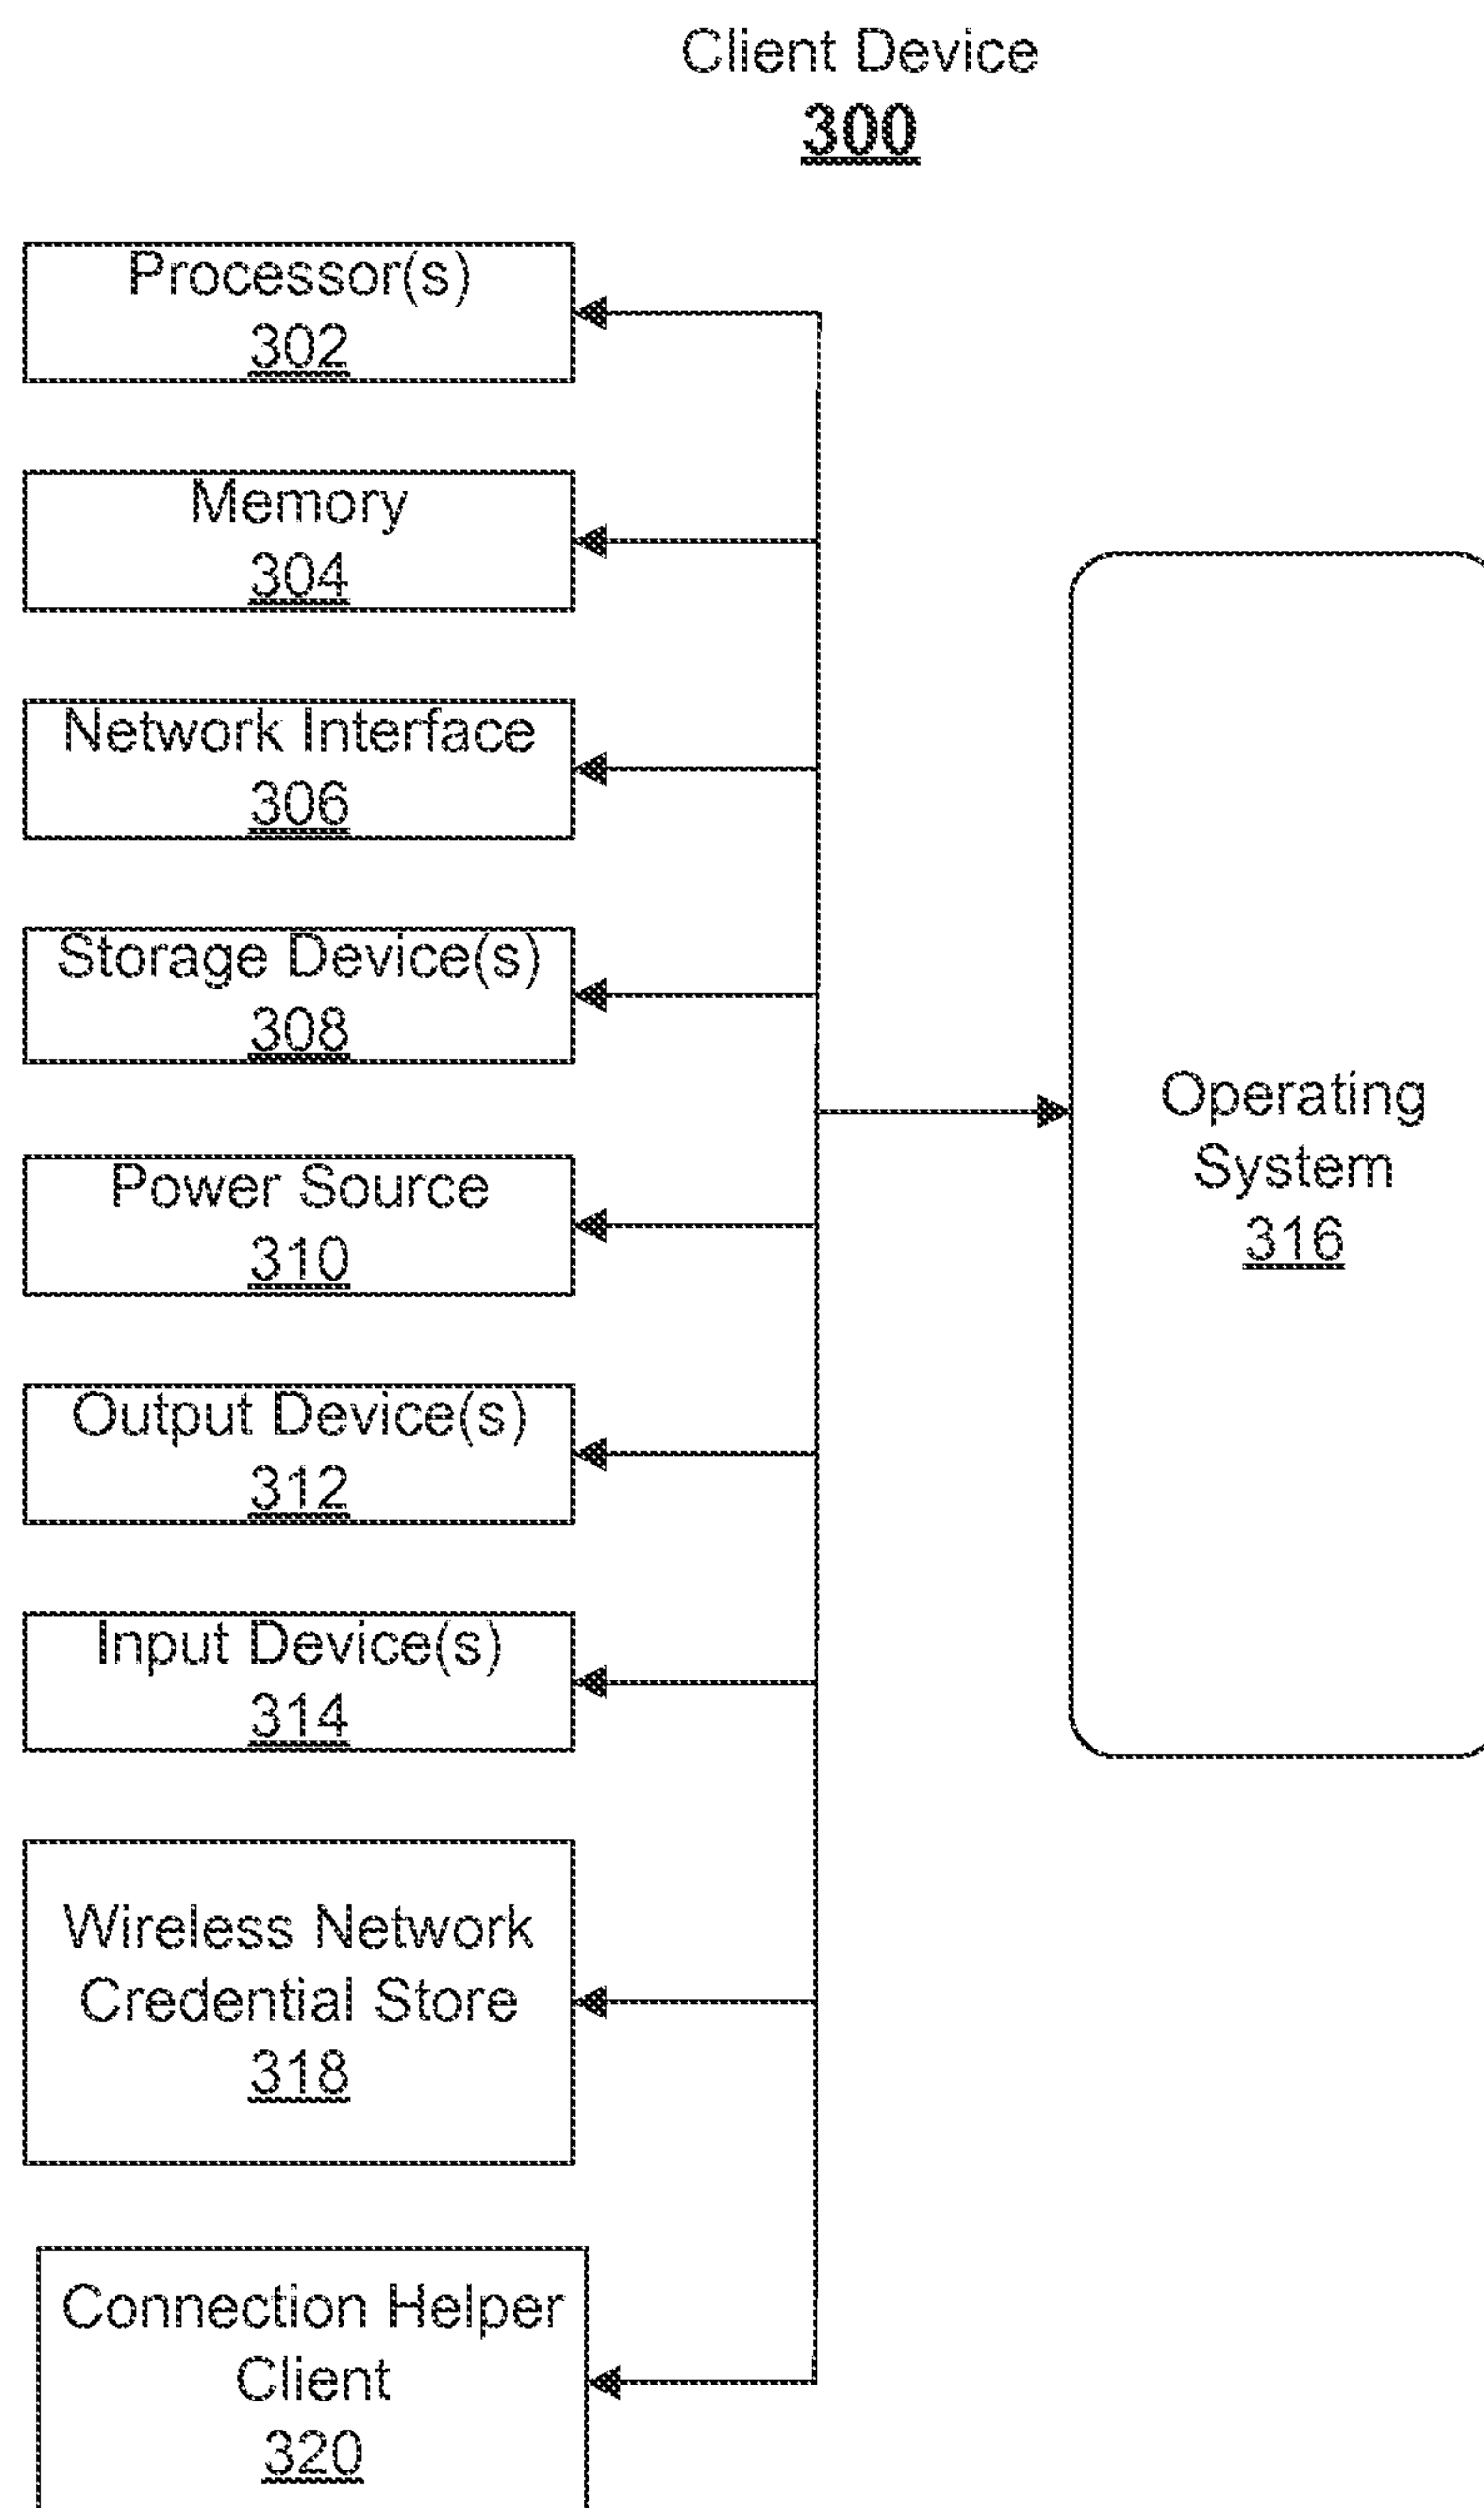 Client Device
300
Processor(s)
302
Memory
304
Network Interface
306
Storage Device(s)
308
Power Source
310
Output Device(s)
312
Input Device(s)
314
Operating
System
316
Wireless Network
Credential Store
318
Connection Helper
Client
320